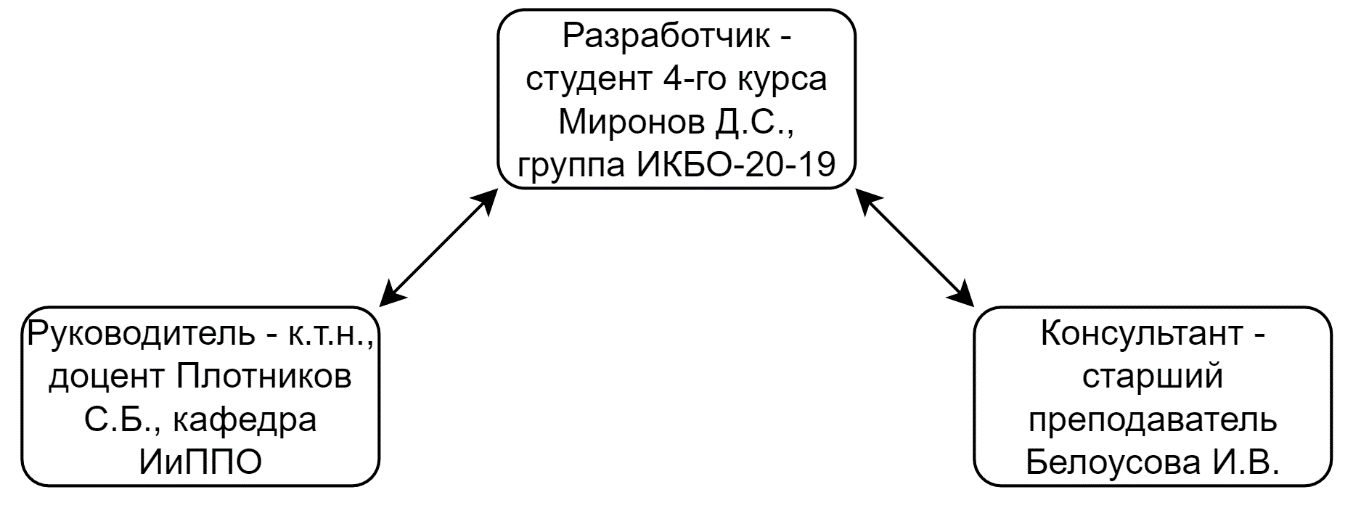 Разработчик -
студент 4-го курса
Миронов Д.С.,
группа ИКБО-20-19
Руководитель - к.т.н.,
доцент Плотников
С.Б., кафедра
ИиППО
Консультант -
старший
преподаватель
Белоусова И.В.